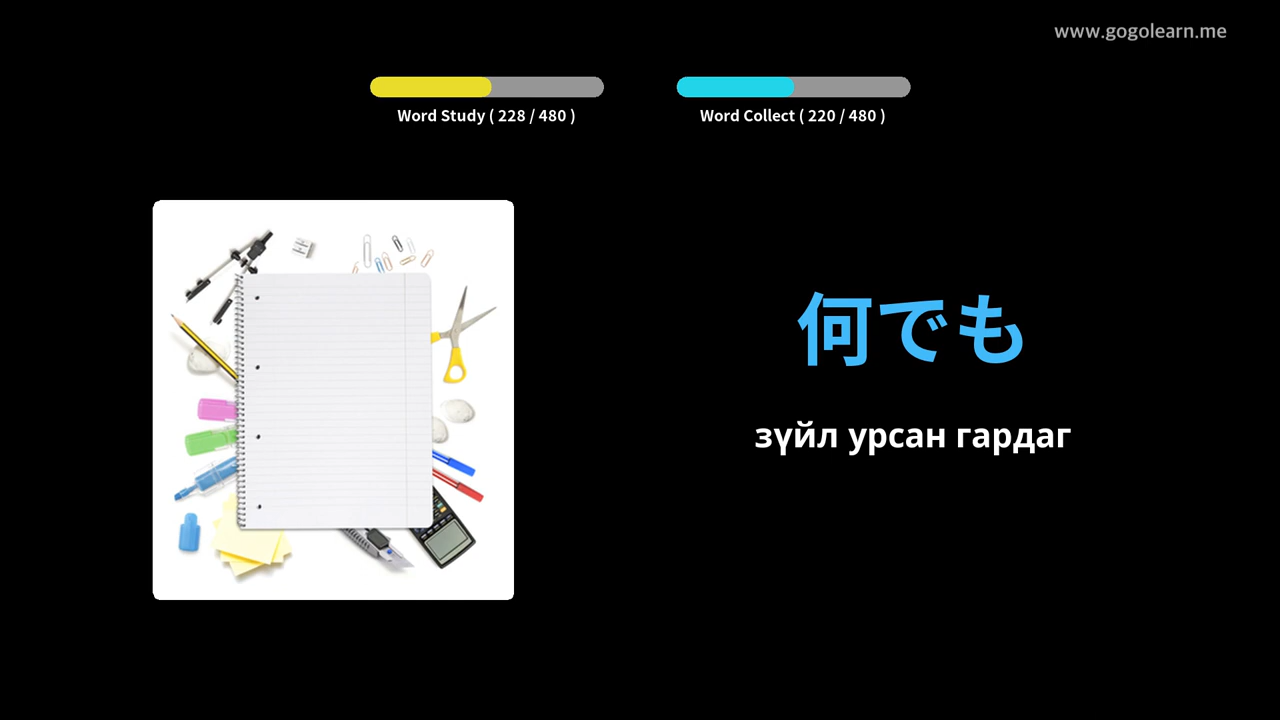 www.gogolearn.me
Word Study ( 228 / 480 )
Word Collect ( 220 / 480 )
何でも
зүйл урсан гардаг